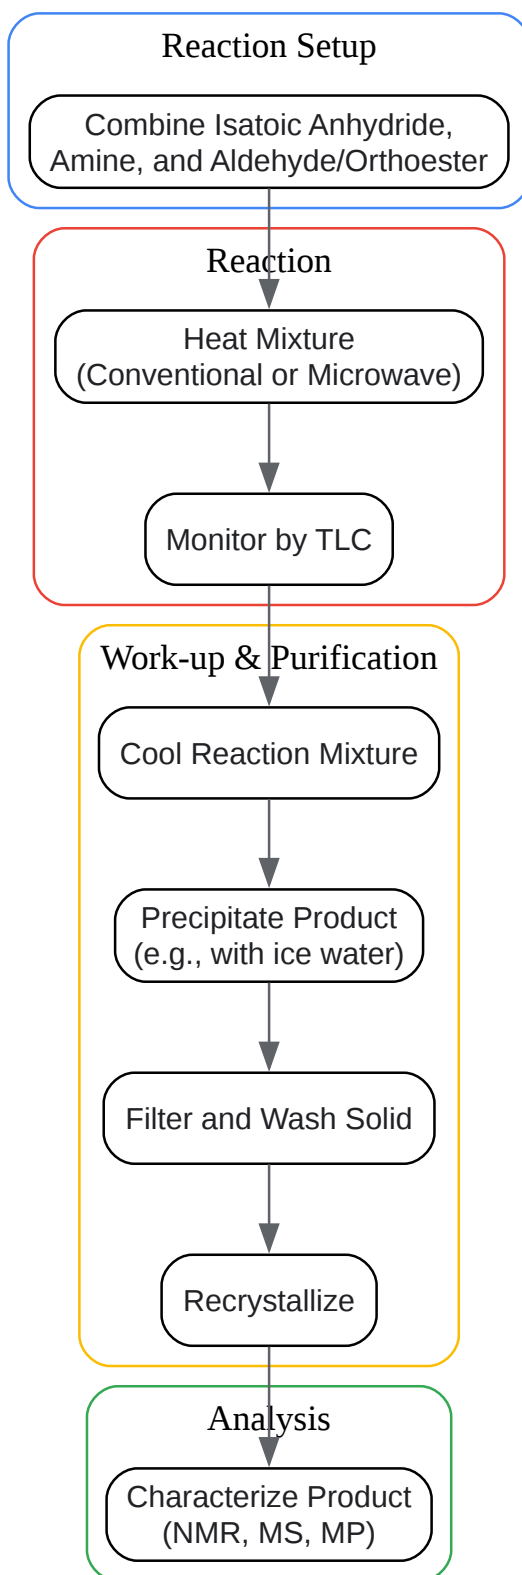 Reaction Setup
Combine Isatoic Anhydride,
Amine, and Aldehyde/Orthoester
Reaction
Heat Mixture
(Conventional or Microwave)
Monitor by TLC
Work-up & Purification
Cool Reaction Mixture
Precipitate Product
(e.g., with ice water)
Filter and Wash Solid
Recrystallize
Analysis
Characterize Product
(NMR, MS, MP)